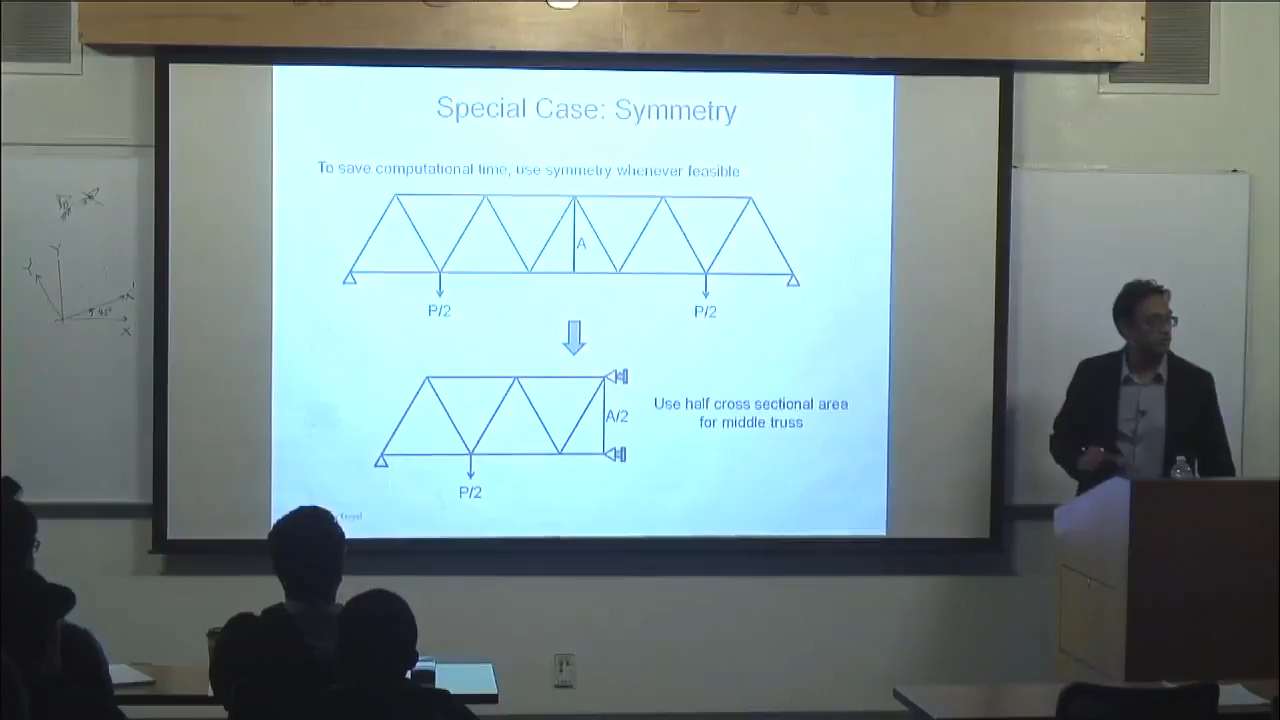 Special Case: Symmetry
To save computational time, use symmetry whenever feasible
A
P/2
P/2
A/2
Use half cross sectional area
for middle truss
P/2
Y
Y
X
45°
X